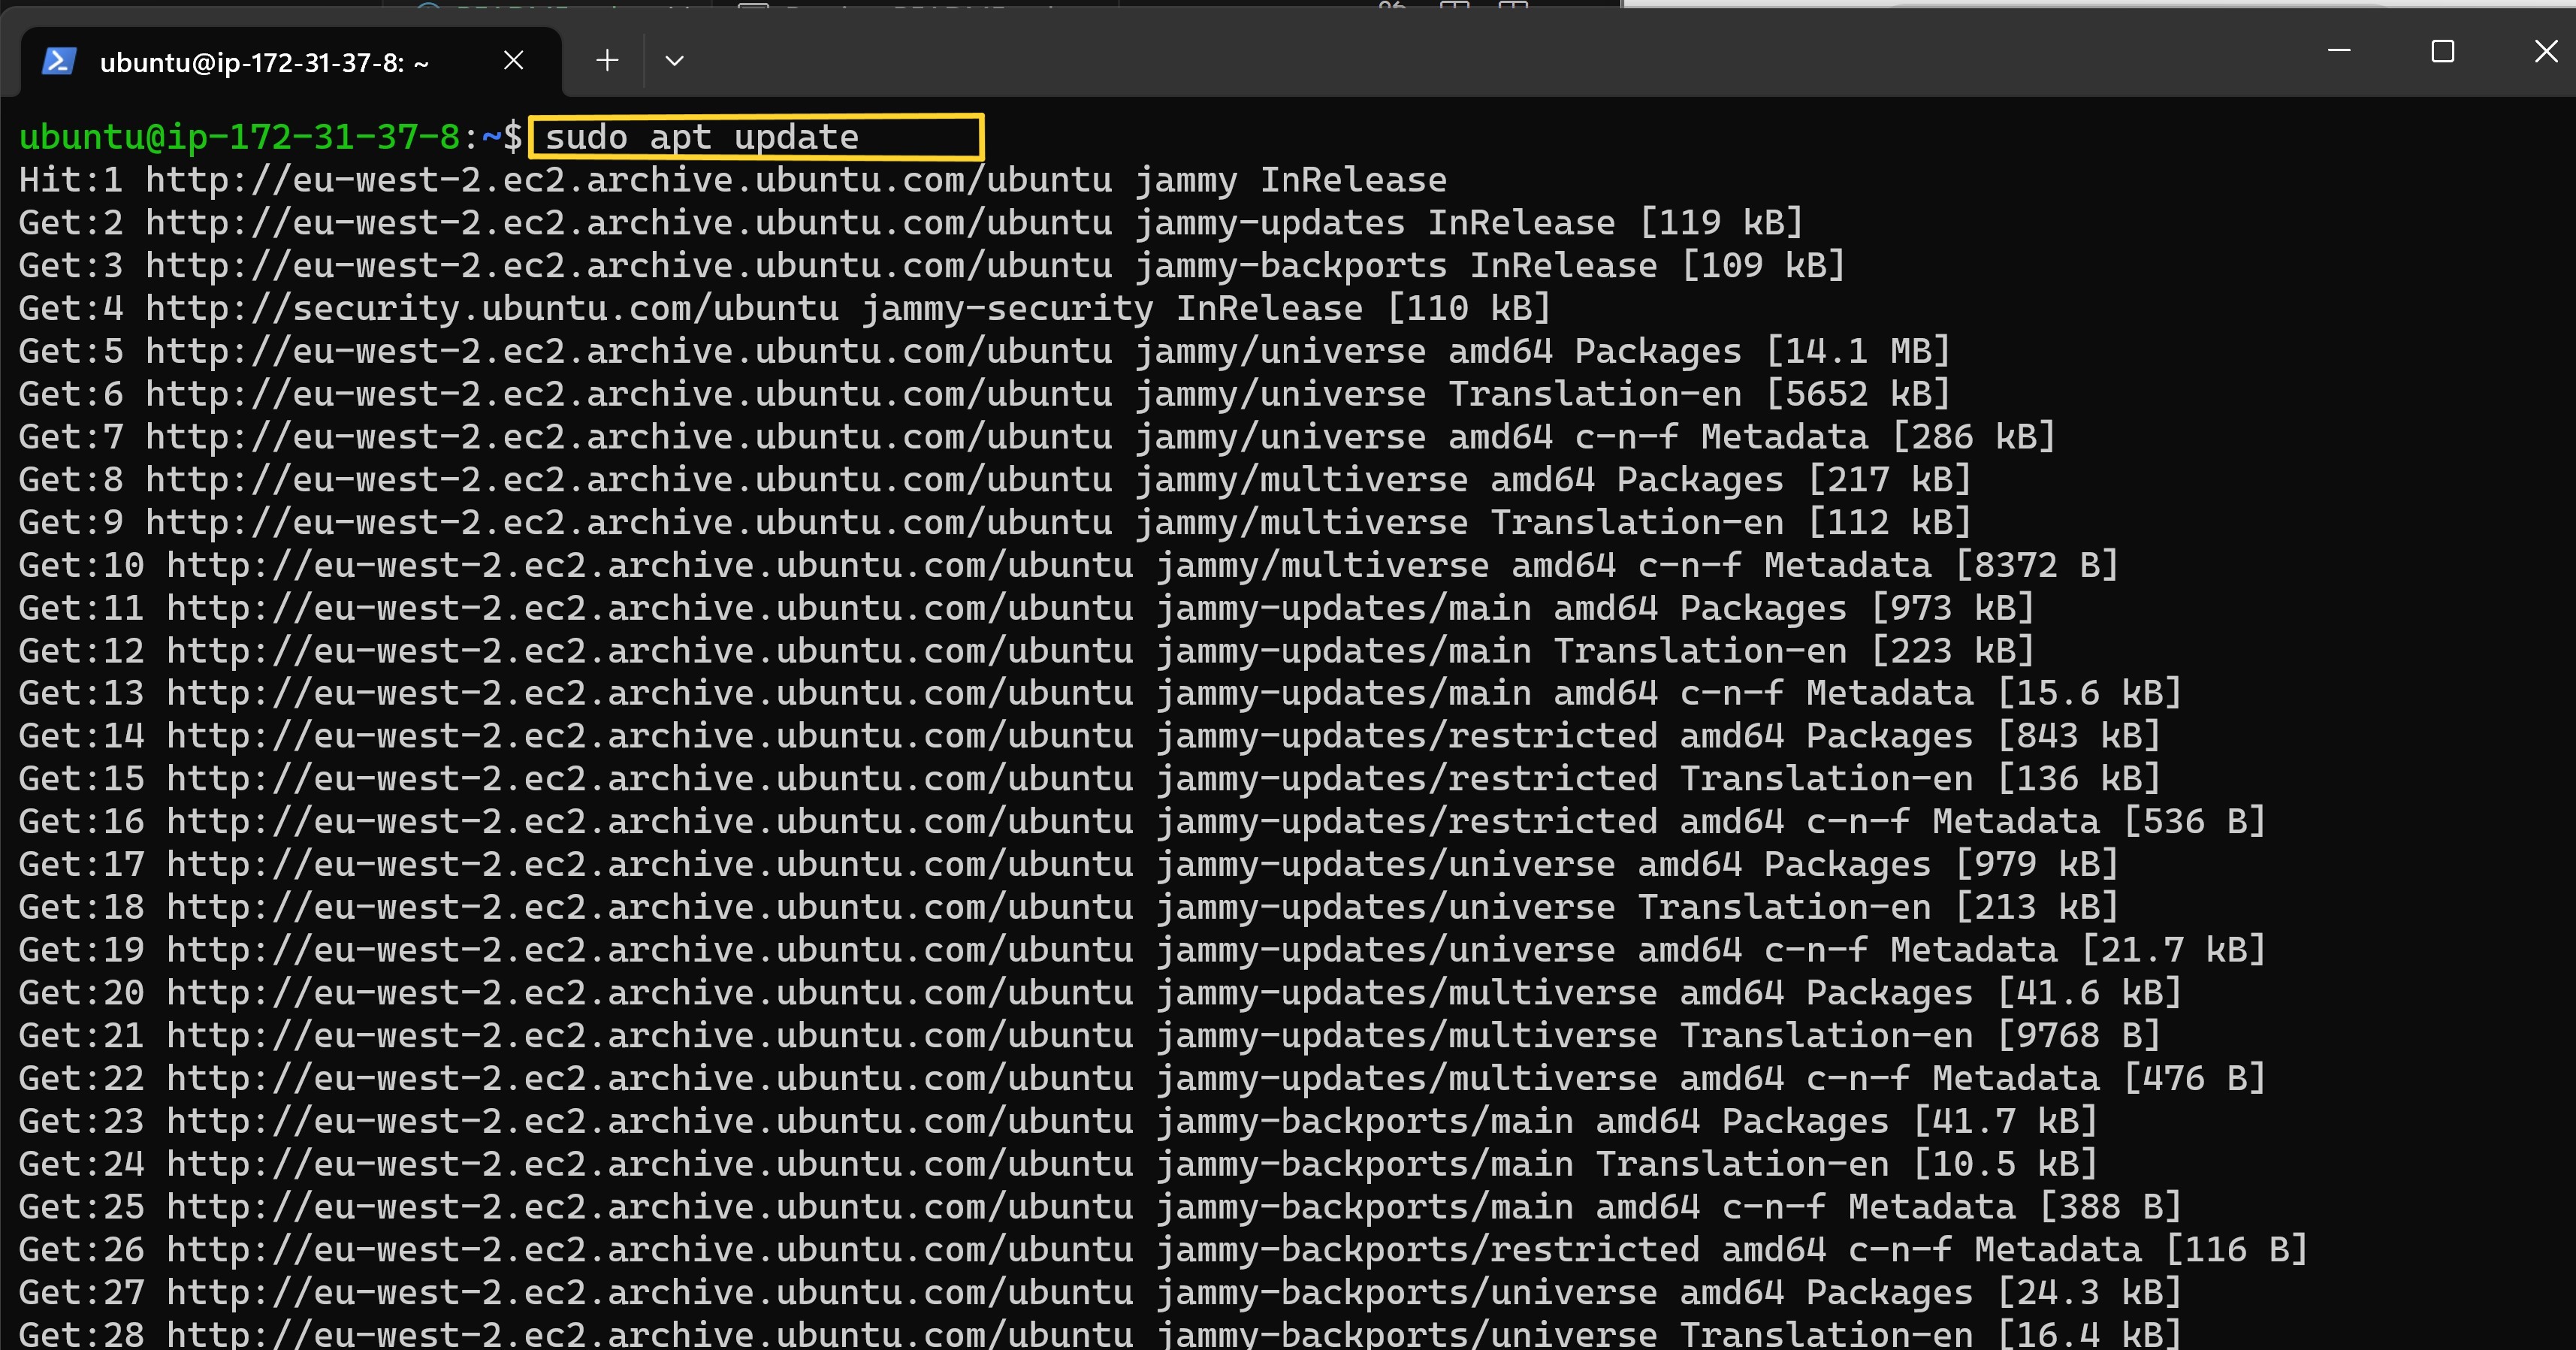 ubuntu@ip-172-31-37-8: ~
ubuntu@ip-172-31-37-8:~$ sudo apt update
Hit:1 http://eu-west-2.ec2.archive.ubuntu.com/ubuntu jammy InRelease
Get:2 http://eu-west-2.ec2.archive.ubuntu.com/ubuntu jammy-updates InRelease [119 kB]
Get:3 http://eu-west-2.ec2.archive.ubuntu.com/ubuntu jammy-backports InRelease [109 kB]
Get:4 http://security.ubuntu.com/ubuntu jammy-security InRelease [110 kB]
Get:5 http://eu-west-2.ec2.archive.ubuntu.com/ubuntu jammy/universe amd64 Packages [14.1 MB]
Get:6 http://eu-west-2.ec2.archive.ubuntu.com/ubuntu jammy/universe Translation-en [5652 kB]
Get:7 http://eu-west-2.ec2.archive.ubuntu.com/ubuntu jammy/universe amd64 c-n-f Metadata [286 kB]
Get:8 http://eu-west-2.ec2.archive.ubuntu.com/ubuntu jammy/multiverse amd64 Packages [217 kB]
Get:9 http://eu-west-2.ec2.archive.ubuntu.com/ubuntu jammy/multiverse Translation-en [112 kB]
Get:10 http://eu-west-2.ec2.archive.ubuntu.com/ubuntu jammy/multiverse amd64 c-n-f Metadata [8372 B]
Get:11 http://eu-west-2.ec2.archive.ubuntu.com/ubuntu jammy-updates/main amd64 Packages [973 kB]
Get:12 http://eu-west-2.ec2.archive.ubuntu.com/ubuntu jammy-updates/main Translation-en [223 kB]
Get:13 http://eu-west-2.ec2.archive.ubuntu.com/ubuntu jammy-updates/main amd64 c-n-f Metadata [15.6 kB]
Get:14 http://eu-west-2.ec2.archive.ubuntu.com/ubuntu jammy-updates/restricted amd64 Packages [843 kB]
Get:15 http://eu-west-2.ec2.archive.ubuntu.com/ubuntu jammy-updates/restricted Translation-en [136 kB]
Get:16 http://eu-west-2.ec2.archive.ubuntu.com/ubuntu jammy-updates/restricted amd64 c-n-f Metadata [536 B]
Get:17 http://eu-west-2.ec2.archive.ubuntu.com/ubuntu jammy-updates/universe amd64 Packages [979 kB]
Get:18 http://eu-west-2.ec2.archive.ubuntu.com/ubuntu jammy-updates/universe Translation-en [213 kB]
Get:19 http://eu-west-2.ec2.archive.ubuntu.com/ubuntu jammy-updates/universe amd64 c-n-f Metadata [21.7 kB]
Get:20 http://eu-west-2.ec2.archive.ubuntu.com/ubuntu jammy-updates/multiverse amd64 Packages [41.6 kB]
Get:21 http://eu-west-2.ec2.archive.ubuntu.com/ubuntu jammy-updates/multiverse Translation-en [9768 B]
Get:22 http://eu-west-2.ec2.archive.ubuntu.com/ubuntu jammy-updates/multiverse amd64 c-n-f Metadata [476 B]
Get:23 http://eu-west-2.ec2.archive.ubuntu.com/ubuntu jammy-backports/main amd64 Packages [41.7 kB]
Get:24 http://eu-west-2.ec2.archive.ubuntu.com/ubuntu jammy-backports/main Translation-en [10.5 kB]
Get:25 http://eu-west-2.ec2.archive.ubuntu.com/ubuntu jammy-backports/main amd64 c-n-f Metadata [388 B]
Get:26 http://eu-west-2.ec2.archive.ubuntu.com/ubuntu jammy-backports/restricted amd64 c-n-f Metadata [116 B]
Get:27 http://eu-west-2.ec2.archive.ubuntu.com/ubuntu jammy-backports/universe amd64 Packages [24.3 kB]
Get:28 http://eu-west-2.ec2.archive.ubuntu.com/ubuntu jammy-backports/universe Translation-en [16.4 kB]